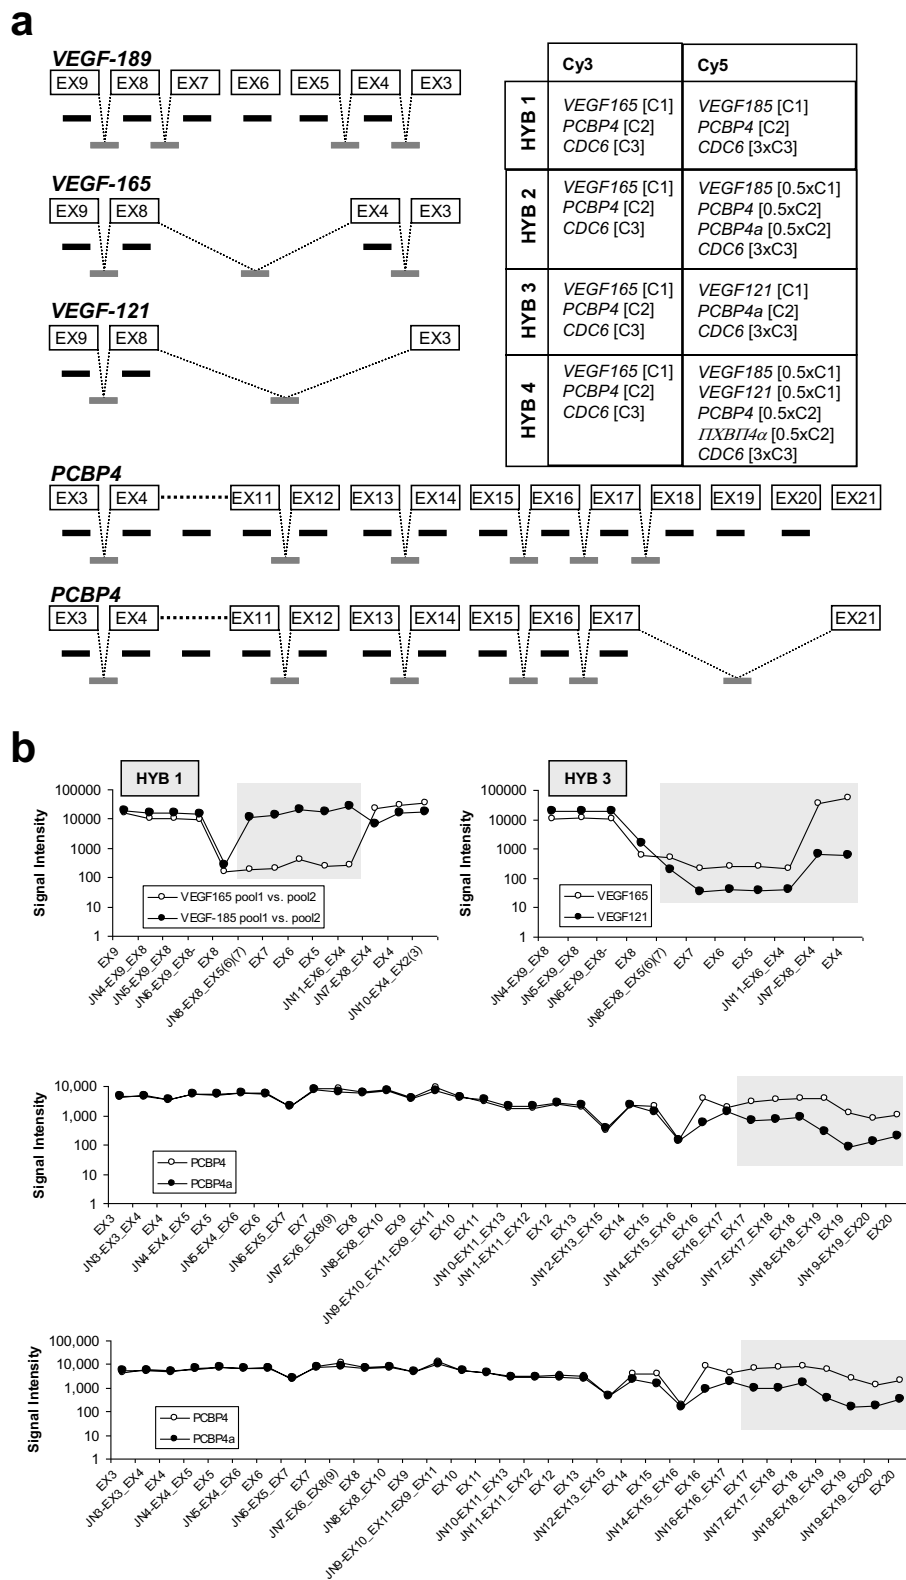 a
VEGF-189
EX9 EX8 EX7 EX6 EX5 EX4 EX3
VEGF-165
EX9 EX8 EX4 EX3
VEGF-121
EX9 EX8 EX3
Cy3 Cy5
HYB 1
VEGF165 [C1]
PCBP4 [C2]
CDC6 [C3]
VEGF185 [C1]
PCBP4 [C2]
CDC6 [3xC3]
HYB 2
VEGF165 [C1]
PCBP4 [C2]
CDC6 [C3]
VEGF185 [0.5xC1]
PCBP4 [0.5xC2]
PCBP4a [0.5xC2]
CDC6 [3xC3]
HYB 3
VEGF165 [C1]
PCBP4 [C2]
CDC6 [C3]
VEGF121 [C1]
PCBP4a [C2]
CDC6 [3xC3]
HYB 4
VEGF165 [C1]
PCBP4 [C2]
CDC6 [C3]
VEGF185 [0.5xC1]
VEGF121 [0.5xC1]
PCBP4 [0.5xC2]
ΠΧΒΠ4α [0.5xC2]
CDC6 [3xC3]
PCBP4
EX3 EX4 EX11 EX12 EX13 EX14 EX15 EX16 EX17 EX18 EX19 EX20 EX21
PCBP4
EX3 EX4 EX11 EX12 EX13 EX14 EX15 EX16 EX17 EX21
b
HYB 1
Signal Intensity
100000
10000
1000
100
10
1
VEGF165 pool1 vs. pool2
VEGF-185 pool1 vs. pool2
EX9
JN4-EX9_EX8
JN5-EX9_EX8
JN6-EX9_EX8-
EX8
JN8-EX8_EX5(6)(7)
EX7
EX6
EX5
JN11-EX6_EX4
JN7-EX8_EX4
EX4
JN10-EX4_EX2(3)
HYB 3
Signal Intensity
100000
10000
1000
100
10
1
VEGF165
VEGF121
JN4-EX9_EX8
JN5-EX9_EX8
JN6-EX9_EX8-
EX8
JN8-EX8_EX5(6)(7)
EX7
EX6
EX5
JN11-EX6_EX4
JN7-EX8_EX4
EX4
Signal Intensity
10,000
1,000
100
10
1
PCBP4
PCBP4a
EX3
JN3-EX3_EX4
EX4
JN4-EX4_EX5
EX5
JN5-EX4_EX6
EX6
JN6-EX5_EX7
EX7
JN7-EX6_EX8(9)
EX8
JN8-EX8_EX10
EX9
JN9-EX10_EX11-EX9_EX11
EX10
EX11
JN10-EX11_EX13
JN11-EX11_EX12
EX12
EX13
JN12-EX13_EX15
EX14
EX15
JN14-EX15_EX16
EX16
JN16-EX16_EX17
EX17
JN17-EX17_EX18
EX18
JN18-EX18_EX19
EX19
JN19-EX19_EX20
EX20
Signal Intensity
100,000
10,000
1,000
100
10
1
PCBP4
PCBP4a
EX3
JN3-EX3_EX4
EX4
JN4-EX4_EX5
EX5
JN5-EX4_EX6
EX6
JN6-EX5_EX7
EX7
JN7-EX6_EX8(9)
EX8
JN8-EX8_EX10
EX9
JN9-EX10_EX11-EX9_EX11
EX10
EX11
JN10-EX11_EX13
JN11-EX11_EX12
EX12
EX13
JN12-EX13_EX15
EX14
EX15
JN14-EX15_EX16
EX16
JN16-EX16_EX17
EX17
JN17-EX17_EX18
EX18
JN18-EX18_EX19
EX19
JN19-EX19_EX20
EX20